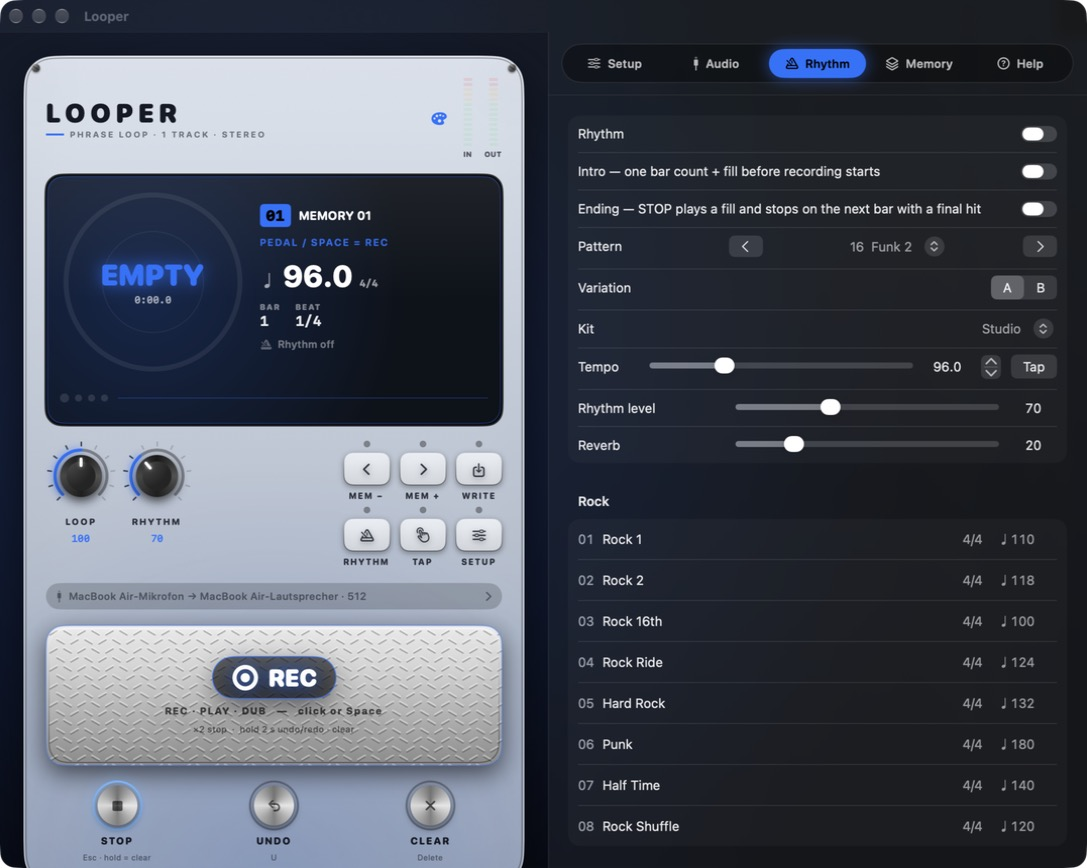 Looper
LOOPER
PHRASE LOOP · 1 TRACK · STEREO
IN OUT
01 MEMORY 01
PEDAL / SPACE = REC
EMPTY
0:00.0
♩ 96.0 4/4
BAR BEAT
1 1/4
Rhythm off
LOOP RHYTHM
100 70
MEM − MEM + WRITE
RHYTHM TAP SETUP
MacBook Air-Mikrofon → MacBook Air-Lautsprecher · 512
REC
REC · PLAY · DUB — click or Space
×2 stop · hold 2 s undo/redo · clear
STOP UNDO CLEAR
Esc · hold = clear U Delete
Setup Audio Rhythm Memory Help
Rhythm
Intro — one bar count + fill before recording starts
Ending — STOP plays a fill and stops on the next bar with a final hit
Pattern 16 Funk 2
Variation A B
Kit Studio
Tempo 96.0 Tap
Rhythm level 70
Reverb 20
Rock
01 Rock 1 4/4 ♩ 110
02 Rock 2 4/4 ♩ 118
03 Rock 16th 4/4 ♩ 100
04 Rock Ride 4/4 ♩ 124
05 Hard Rock 4/4 ♩ 132
06 Punk 4/4 ♩ 180
07 Half Time 4/4 ♩ 140
08 Rock Shuffle 4/4 ♩ 120